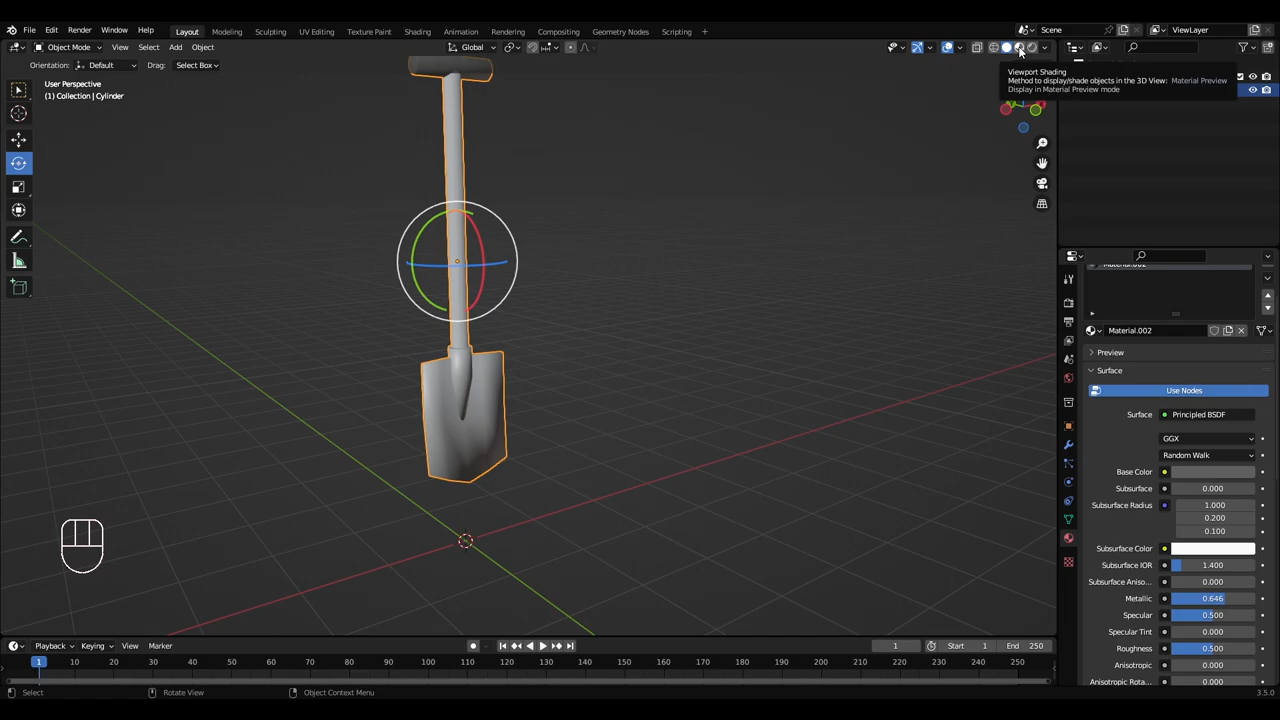 File Edit Render Window Help Layout Modeling Sculpting UV Editing Texture Paint Shading Animation Rendering Compositing Geometry Nodes Scripting Scene ViewLayer
Object Mode View Select Add Object Global
Orientation: Default Drag: Select Box
User Perspective
(1) Collection | Cylinder
Viewport Shading
Method to display/shade objects in the 3D View: Material Preview
Display in Material Preview mode
Material.002
Preview
Surface
Use Nodes
Surface Principled BSDF
GGX
Random Walk
Base Color
Subsurface 0.000
Subsurface Radius 1.000
0.200
0.100
Subsurface Color
Subsurface IOR 1.400
Subsurface Aniso... 0.000
Metallic 0.646
Specular 0.500
Specular Tint 0.000
Roughness 0.500
Anisotropic 0.000
Anisotropic Rota... 0.000
Playback Keying View Marker 1 Start 1 End 250
1 10 20 30 40 50 60 70 80 90 100 110 120 130 140 150 160 170 180 190 200 210 220 230 240 250
Select Rotate View Object Context Menu 3.5.0